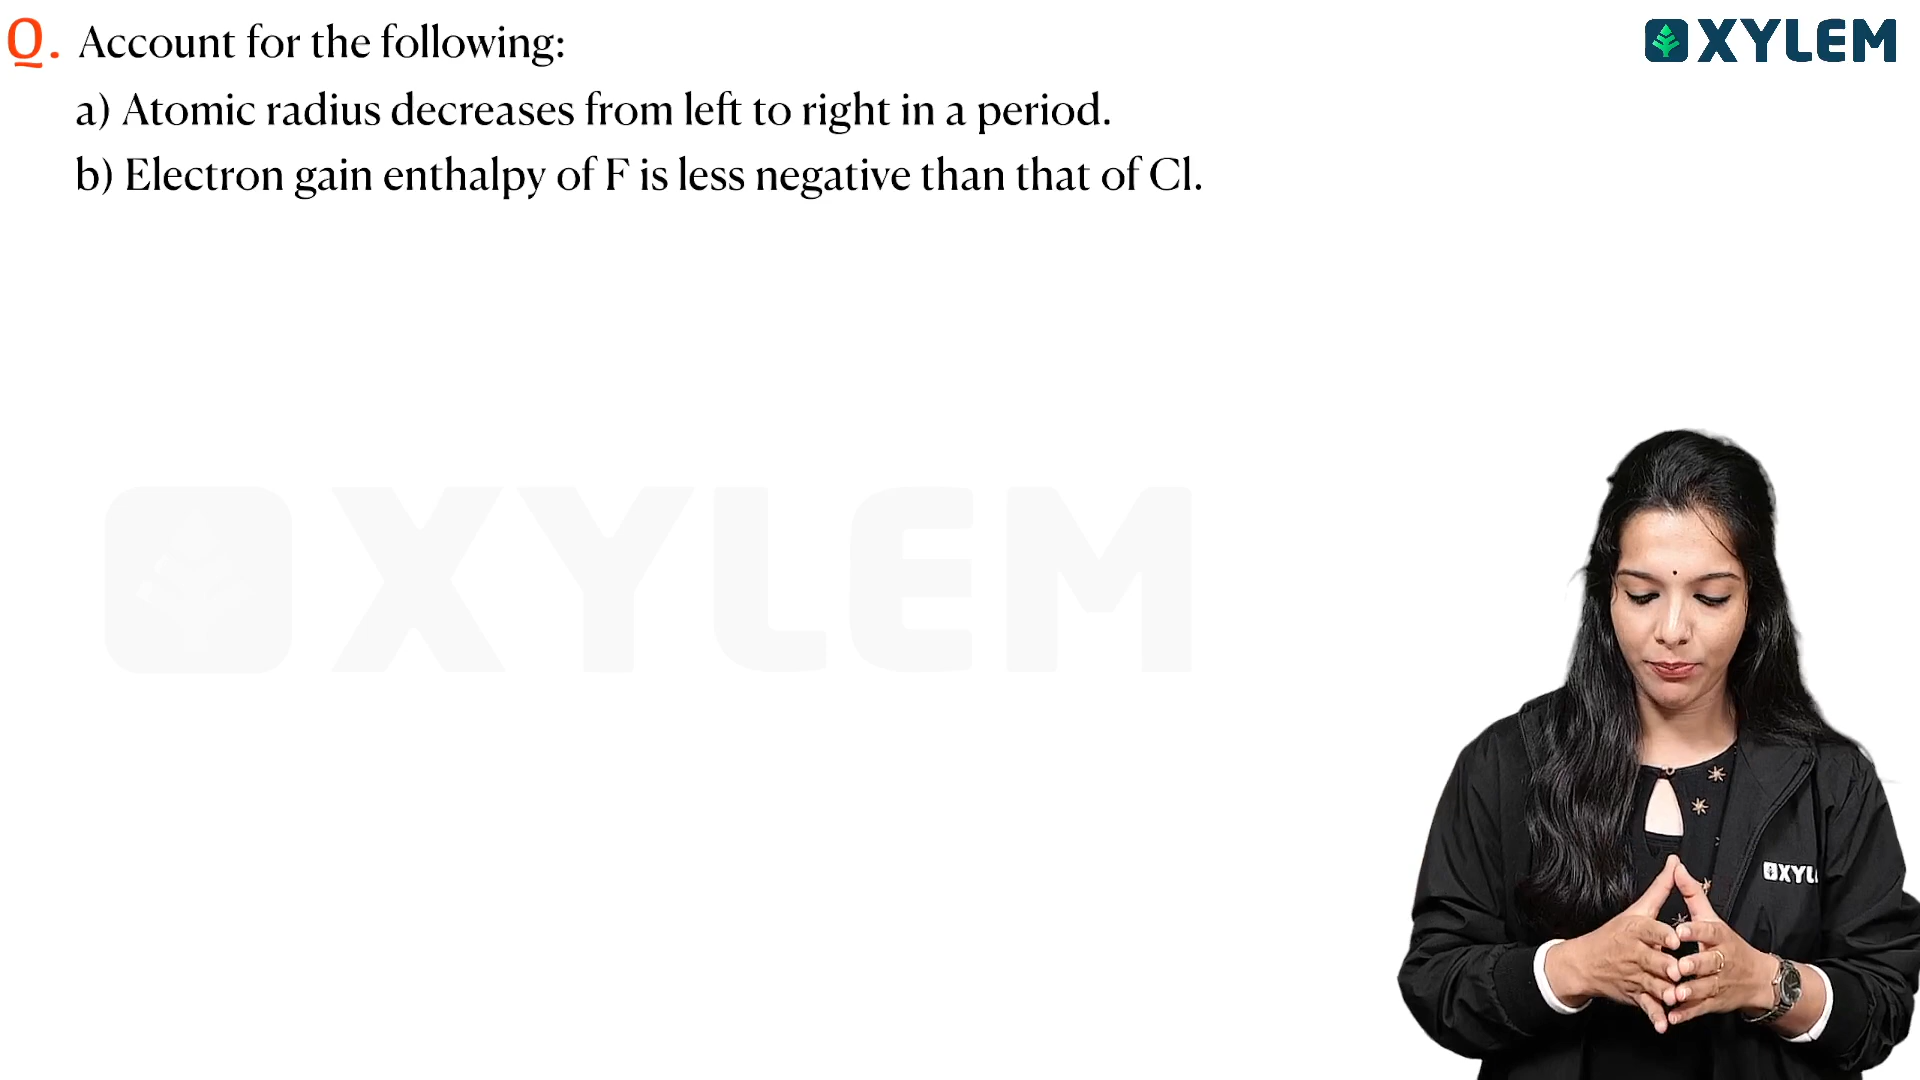 Q. Account for the following:
XYLEM
a) Atomic radius decreases from left to right in a period.
b) Electron gain enthalpy of F is less negative than that of Cl.
XYLEM
XYL